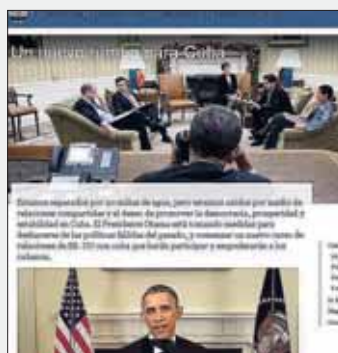 Un nuevo rumbo para Cuba
Estamos separados por 90 millas de agua, pero estamos unidos por medio de
relaciones compartidas y el deseo de promover la democracia, prosperidad y
estabilidad en Cuba. El Presidente Obama está tomando medidas para
deshacerse de las políticas fallidas del pasado, y comenzar un nuevo curso de
relaciones de EE. UU con cuba que harán participar y empoderarán a los
cubanos.